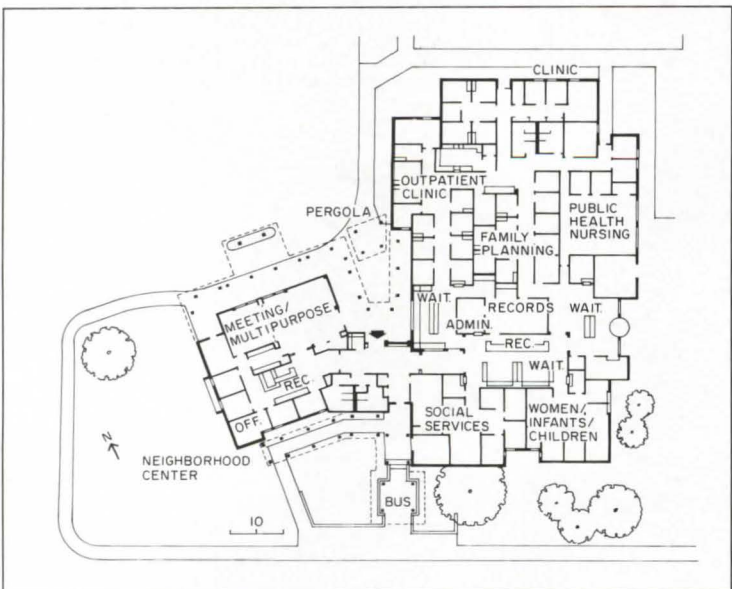 CLINIC
OUTPATIENT
CLINIC
PERGOLA
PUBLIC
HEALTH
NURSING
FAMILY
PLANNING
MEETING/
MULTIPURPOSE
WAIT.
RECORDS
WAIT.
ADMIN.
REC.
REC.
WAIT.
OFF.
SOCIAL
SERVICES
WOMEN/
INFANTS/
CHILDREN
N
NEIGHBORHOOD
CENTER
BUS
10